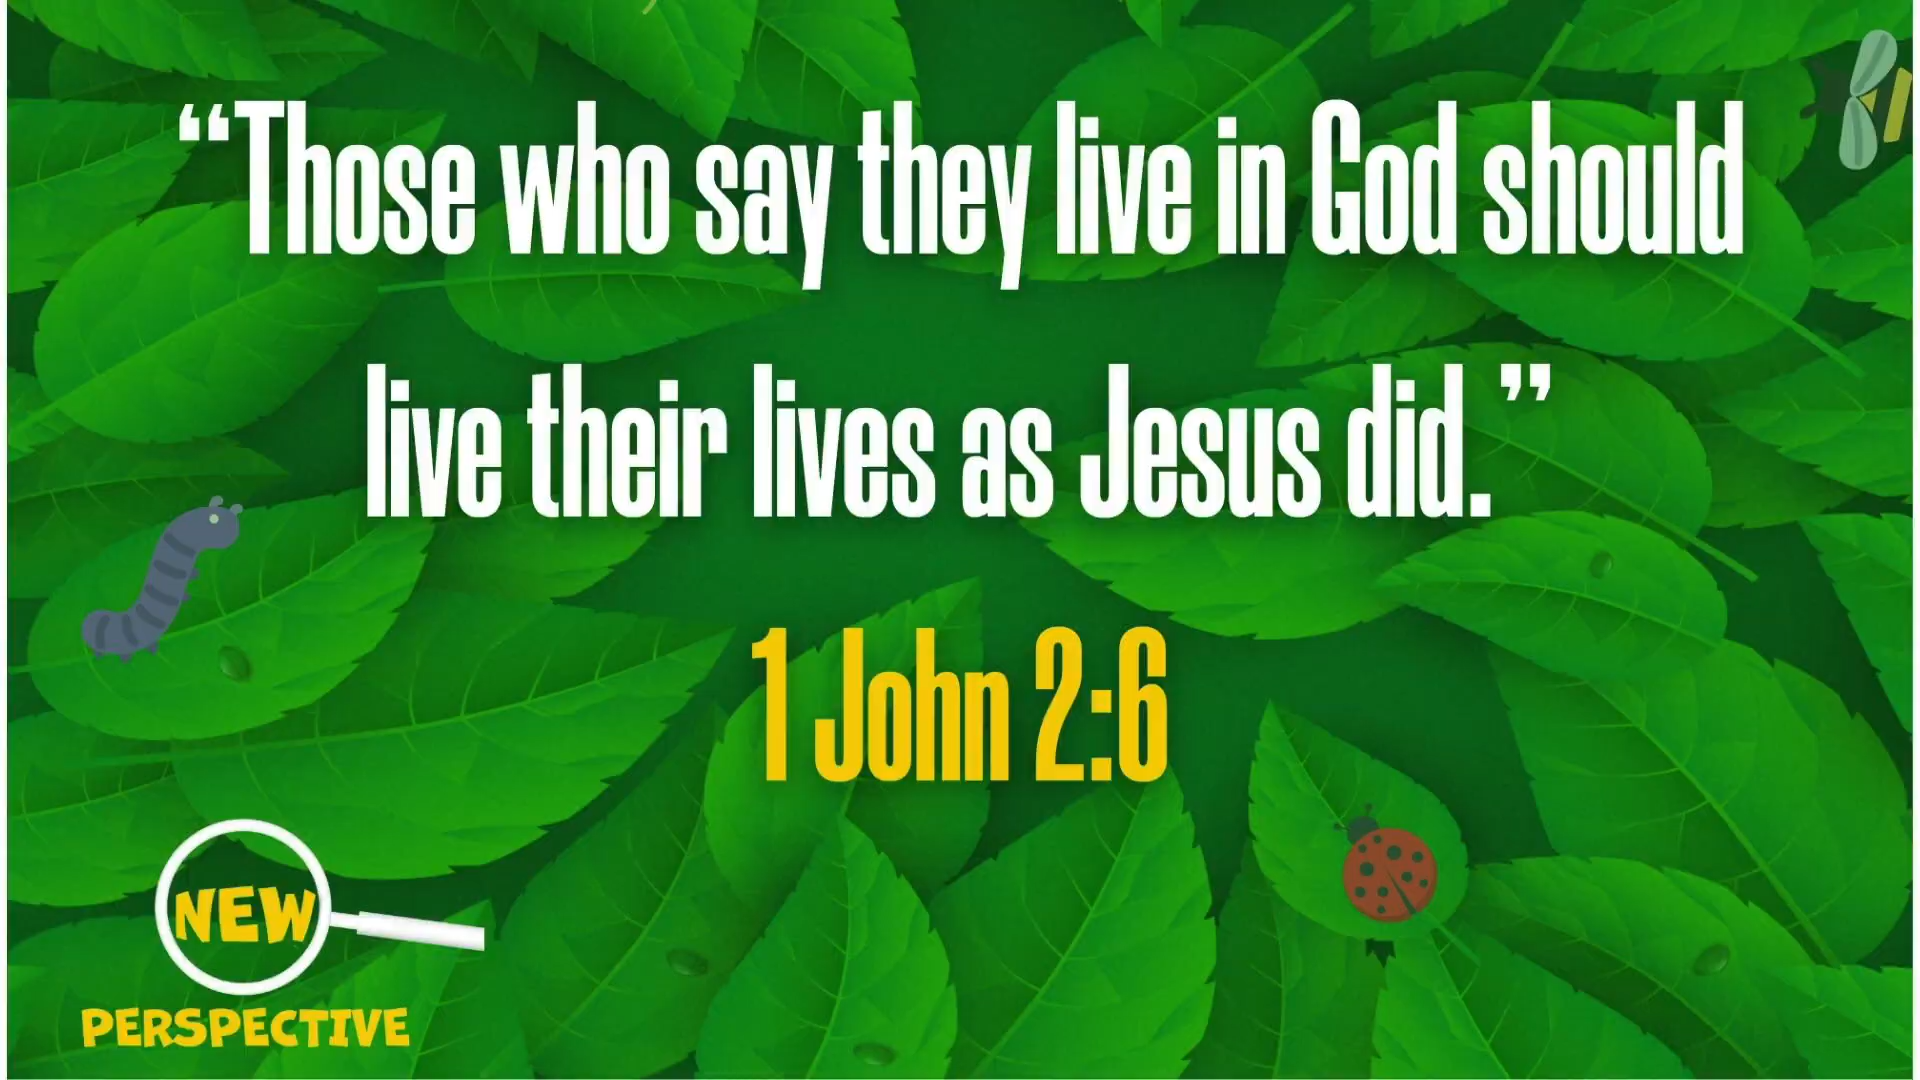 “Those who say they live in God should
live their lives as Jesus did.”
1 John 2:6
NEW
PERSPECTIVE